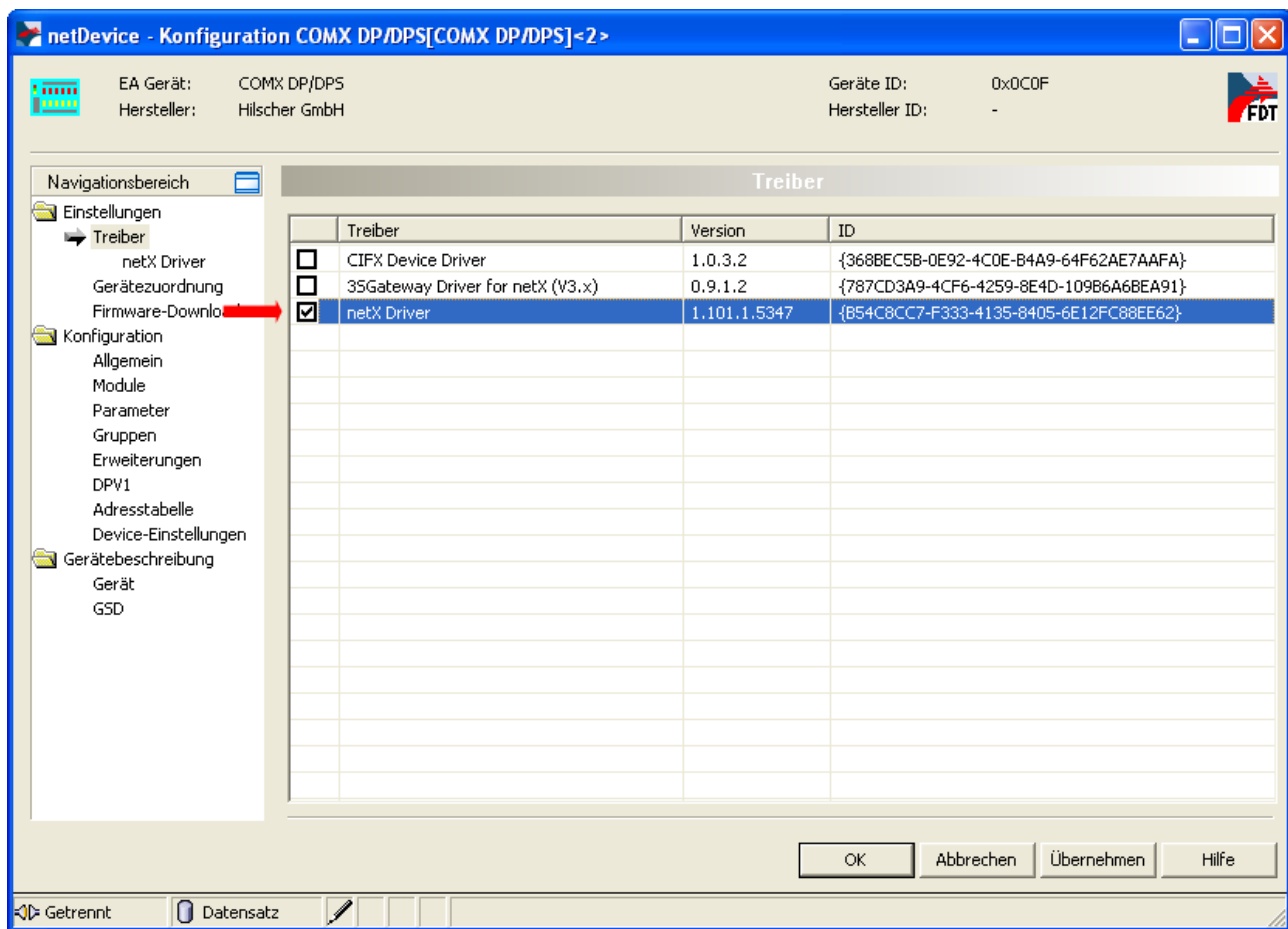 netDevice - Konfiguration COMX DP/DPS[COMX DP/DPS]<2>
EA Gerät: COMX DP/DPS Geräte ID: 0x0C0F
Hersteller: Hilscher GmbH Hersteller ID: -
FDT
Navigationsbereich
Einstellungen
Treiber
netX Driver
Gerätezuordnung
Firmware-Downlo
Konfiguration
Allgemein
Module
Parameter
Gruppen
Erweiterungen
DPV1
Adresstabelle
Device-Einstellungen
Gerätebeschreibung
Gerät
GSD
Treiber
Treiber Version ID
CIFX Device Driver 1.0.3.2 {368BEC5B-0E92-4C0E-B4A9-64F62AE7AAFA}
3SGateway Driver for netX (V3.x) 0.9.1.2 {787CD3A9-4CF6-4259-8E4D-109B6A6BEA91}
netX Driver 1.101.1.5347 {B54C8CC7-F333-4135-8405-6E12FC88EE62}
OK Abbrechen Übernehmen Hilfe
Getrennt Datensatz